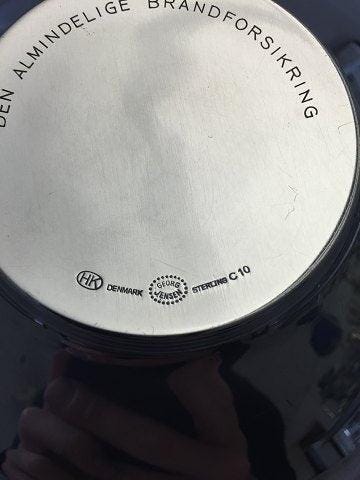 DEN ALMINDELIGE BRANDFORSIKRING
HK DENMARK GEORG JENSEN STERLING C 10